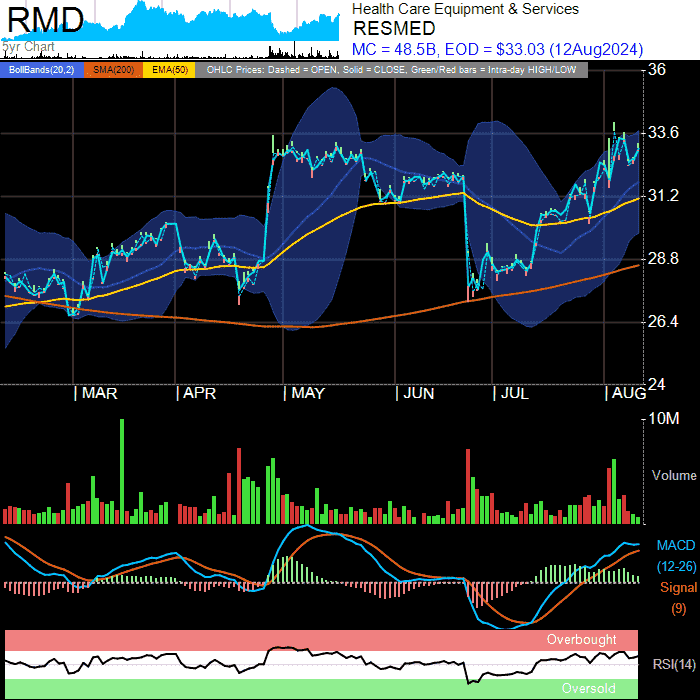 RMD
5yr Chart
Health Care Equipment & Services
RESMED
MC = 48.5B, EOD = $33.03 (12Aug2024)
BollBands(20,2) SMA(200) EMA(50) OHLC Prices: Dashed = OPEN, Solid = CLOSE, Green/Red bars = Intra-day HIGH/LOW
36
33.6
31.2
28.8
26.4
24
| MAR | APR | MAY | JUN | JUL | AUG
10M
Volume
MACD
(12-26)
Signal
(9)
Overbought
RSI(14)
Oversold